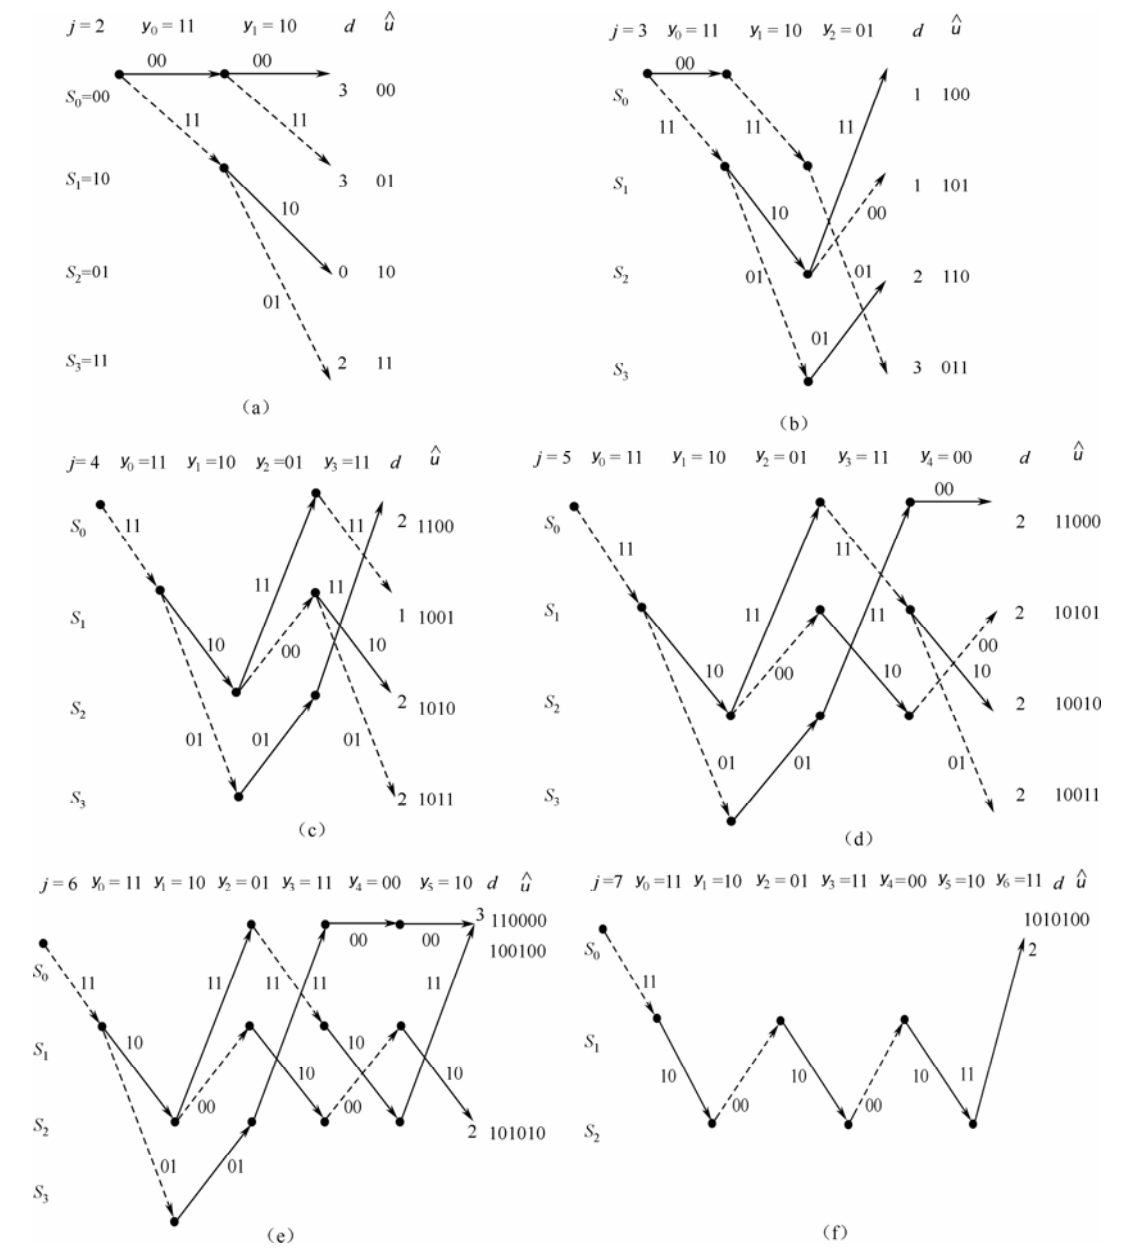 j = 2 y₀ = 11 y₁ = 10 d û
00 00
S₀=00
3 00
11 11
S₁=10
3 01
10
S₂=01
0 10
01
S₃=11
2 11
（a）
j = 3 y₀ = 11 y₁ = 10 y₂ = 01 d û
00
S₀
1 100
11 11 11
S₁
1 101
10 00
S₂
01 01
2 110
01
S₃
3 011
（b）
j= 4 y₀ =11 y₁ =10 y₂ =01 y₃ =11 d û
S₀ 11 11
2 1100
11 11
S₁
1 1001
10 00 10
S₂
2 1010
01 01 01
S₃
2 1011
（c）
j = 5 y₀ = 11 y₁ = 10 y₂ = 01 y₃ = 11 y₄ = 00 d û
00
S₀
2 11000
11 11
S₁ 11 11
2 10101
00
10 00 10 10
S₂
2 10010
01 01 01
S₃
2 10011
（d）
j = 6 y₀ = 11 y₁ = 10 y₂ = 01 y₃ = 11 y₄ = 00 y₅ = 10 d û
3 110000
00 00 100100
S₀
11 11 11 11 11
S₁ 10 10
10 10
00 00
S₂
2 101010
01 01
S₃
（e）
j=7 y₀=11 y₁ =10 y₂ = 01 y₃ =11 y₄=00 y₅ =10 y₆ =11 d û
1010100
S₀
2
11
S₁
10 10 10 11
00 00
S₂
（f）